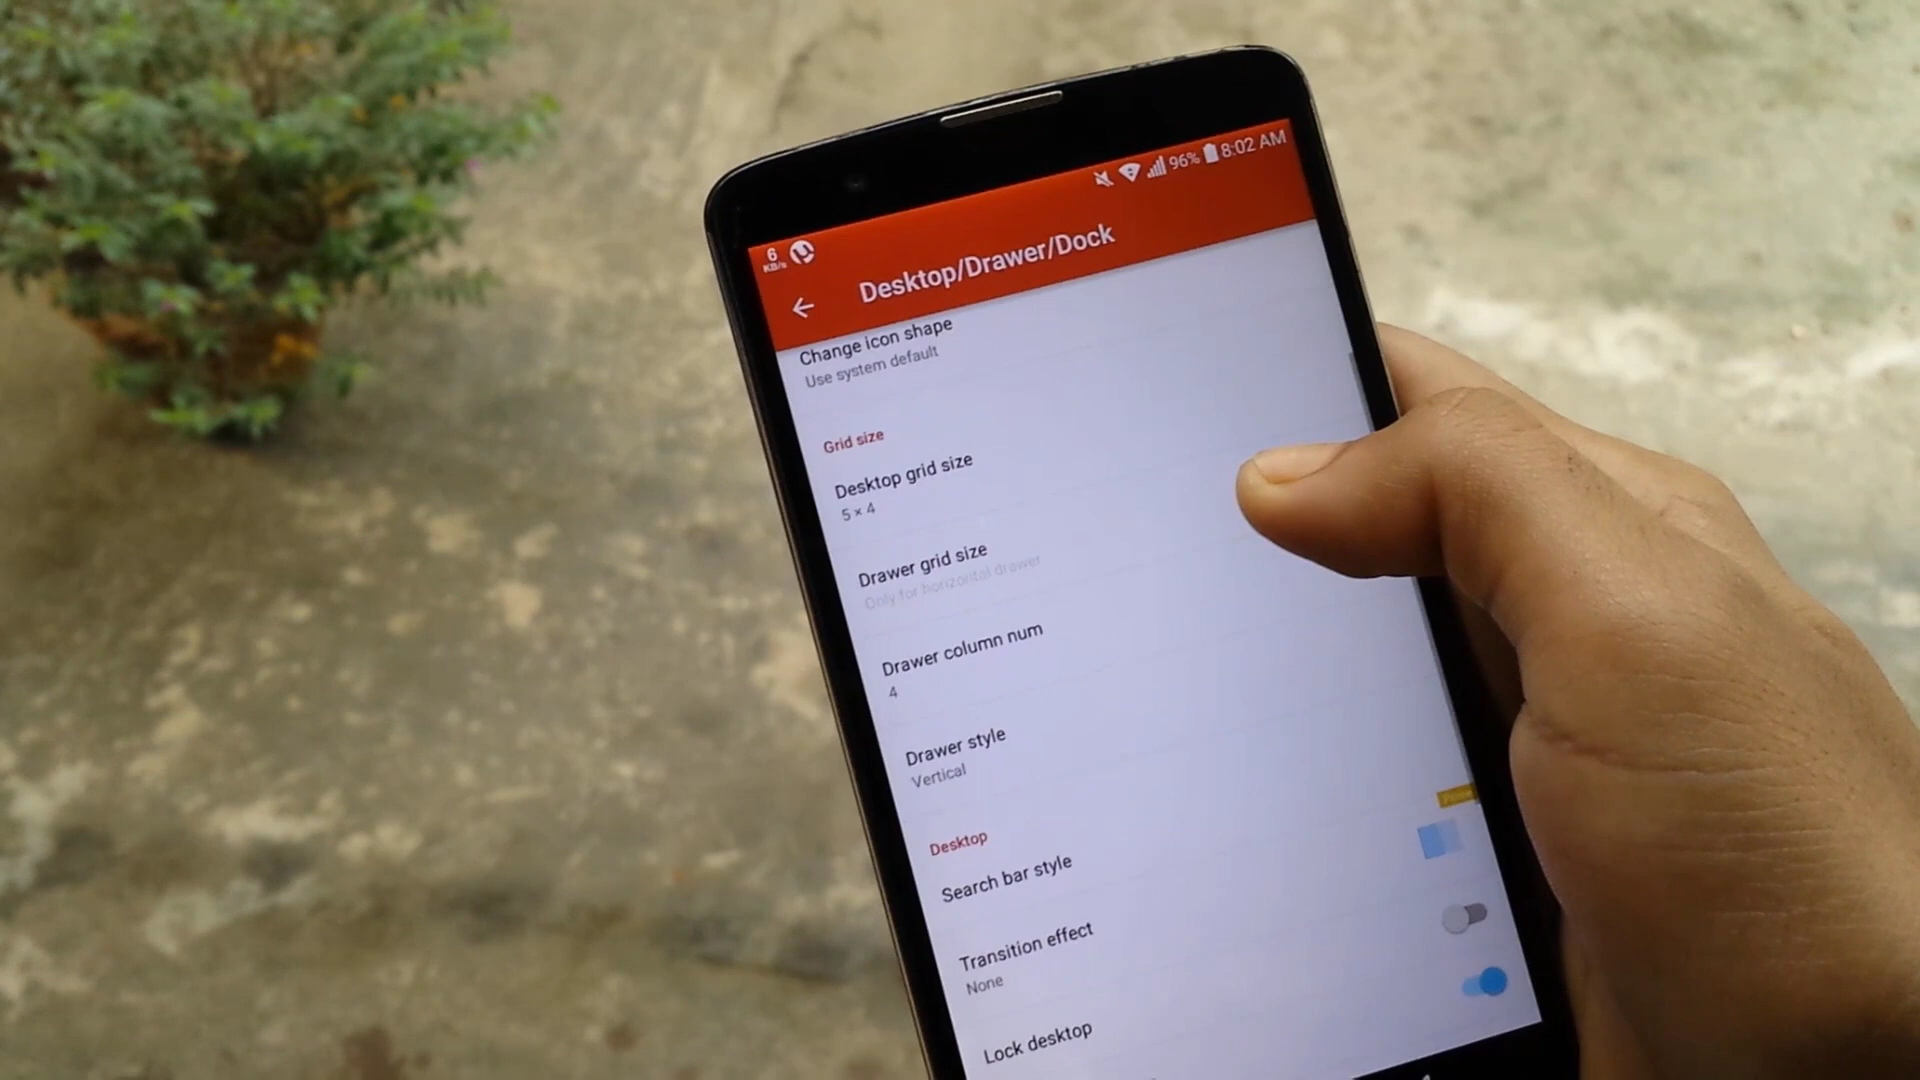 96% 8:02 AM
6
KB/s
Desktop/Drawer/Dock
Change icon shape
Use system default
Grid size
Desktop grid size
5 × 4
Drawer grid size
Only for horizontal drawer
Drawer column num
4
Drawer style
Vertical
Desktop
Search bar style
Transition effect
None
Lock desktop